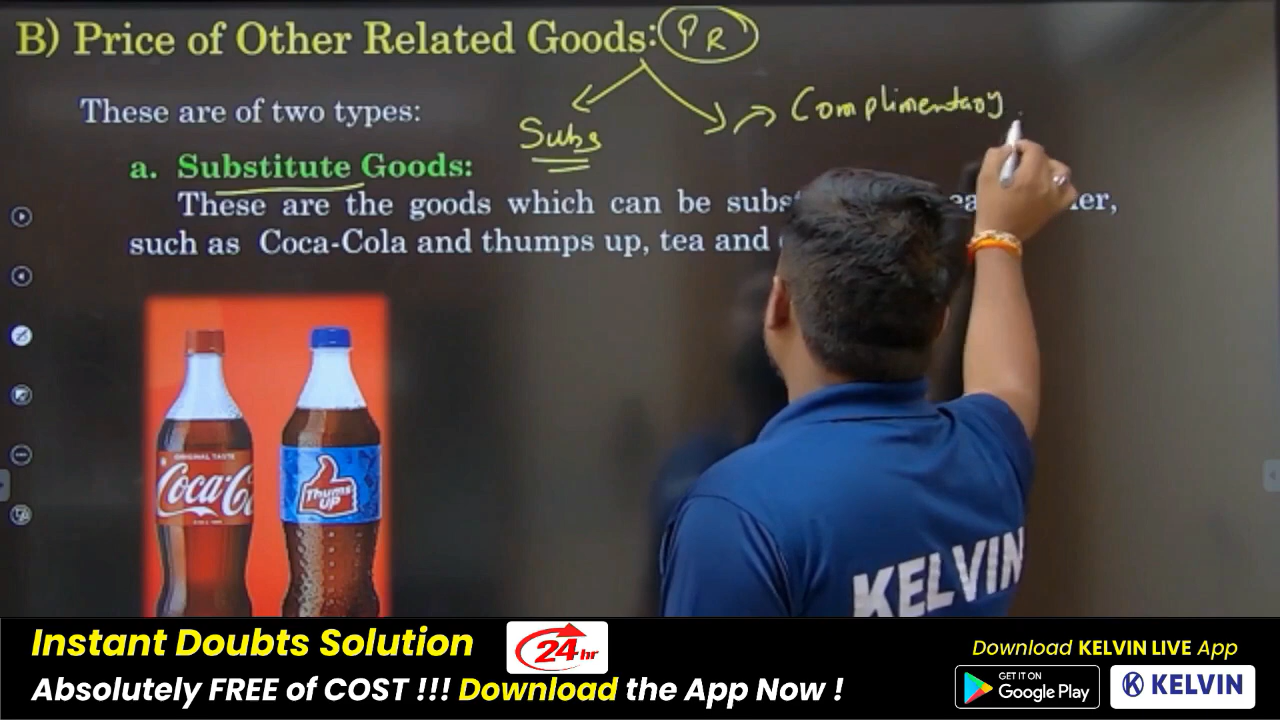 B) Price of Other Related Goods: PR
These are of two types:
Subs
Complimentary
a. Substitute Goods:
These are the goods which can be
such as Coca-Cola and thumps up, tea and
ORIGINAL TASTE
Coca-Co
Thums
UP
KELVIN
Instant Doubts Solution
24hr
Absolutely FREE of COST !!! Download the App Now !
Download KELVIN LIVE App
GET IT ON
Google Play
KELVIN